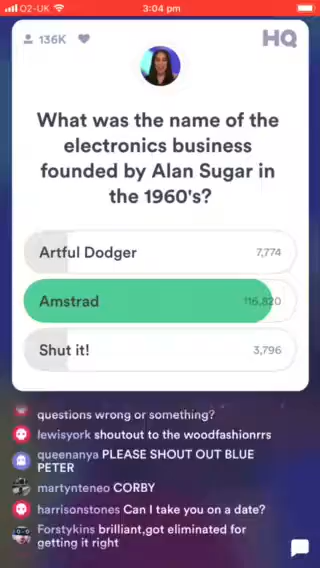 O2-UK
3:04 pm
136K
HQ
What was the name of the
electronics business
founded by Alan Sugar in
the 1960's?
Artful Dodger
7,774
Amstrad
116,820
Shut it!
3,796
questions wrong or something?
lewisyork shoutout to the woodfashionrrs
queenanya PLEASE SHOUT OUT BLUE
PETER
martynteneo CORBY
harrisonstones Can I take you on a date?
Forstykins brilliant,got eliminated for
getting it right